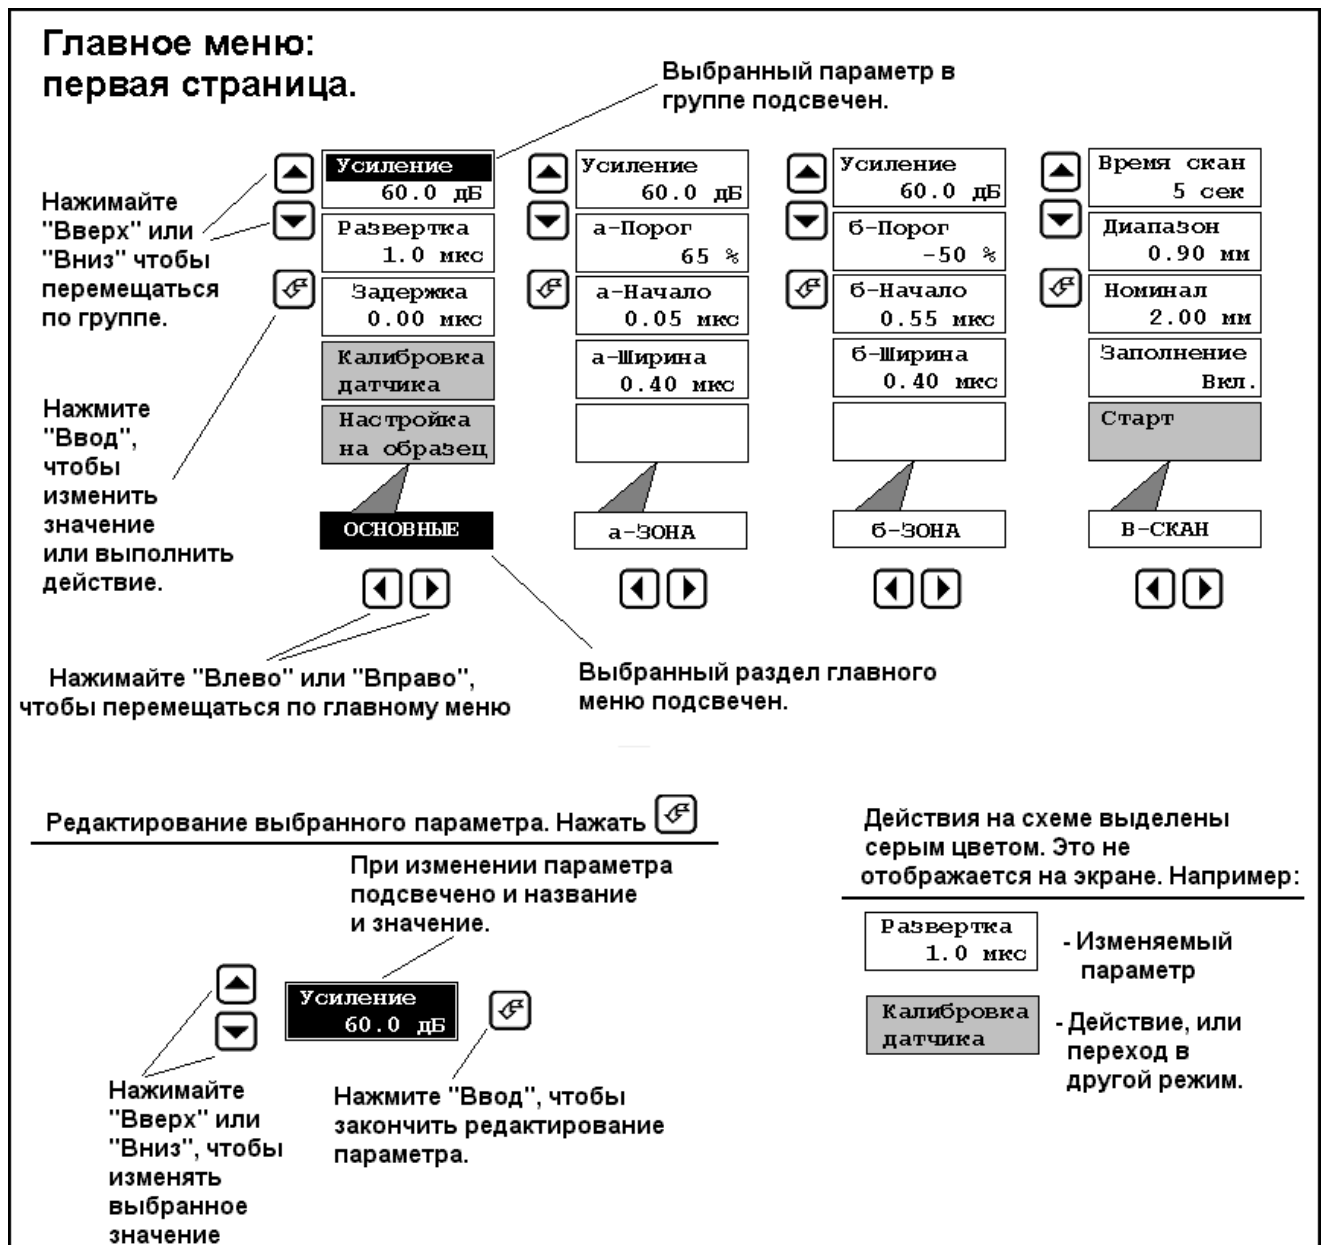 Главное меню:
первая страница.
Выбранный параметр в
группе подсвечен.
Нажимайте
"Вверх" или
"Вниз" чтобы
перемещаться
по группе.
Нажмите
"Ввод",
чтобы
изменить
значение
или выполнить
действие.
Усиление
60.0 дБ
Развертка
1.0 мкс
Задержка
0.00 мкс
Калибровка
датчика
Настройка
на образец
ОСНОВНЫЕ
Усиление
60.0 дБ
а-Порог
65 %
а-Начало
0.05 мкс
а-Ширина
0.40 мкс
а-ЗОНА
Усиление
60.0 дБ
б-Порог
-50 %
б-Начало
0.55 мкс
б-Ширина
0.40 мкс
б-ЗОНА
Время скан
5 сек
Диапазон
0.90 мм
Номинал
2.00 мм
Заполнение
Вкл.
Старт
В-СКАН
Нажимайте "Влево" или "Вправо",
чтобы перемещаться по главному меню
Выбранный раздел главного
меню подсвечен.
Редактирование выбранного параметра. Нажать
При изменении параметра
подсвечено и название
и значение.
Усиление
60.0 дБ
Нажимайте
"Вверх" или
"Вниз", чтобы
изменять
выбранное
значение
Нажмите "Ввод", чтобы
закончить редактирование
параметра.
Действия на схеме выделены
серым цветом. Это не
отображается на экране. Например:
Развертка
1.0 мкс
- Изменяемый
параметр
Калибровка
датчика
- Действие, или
переход в
другой режим.